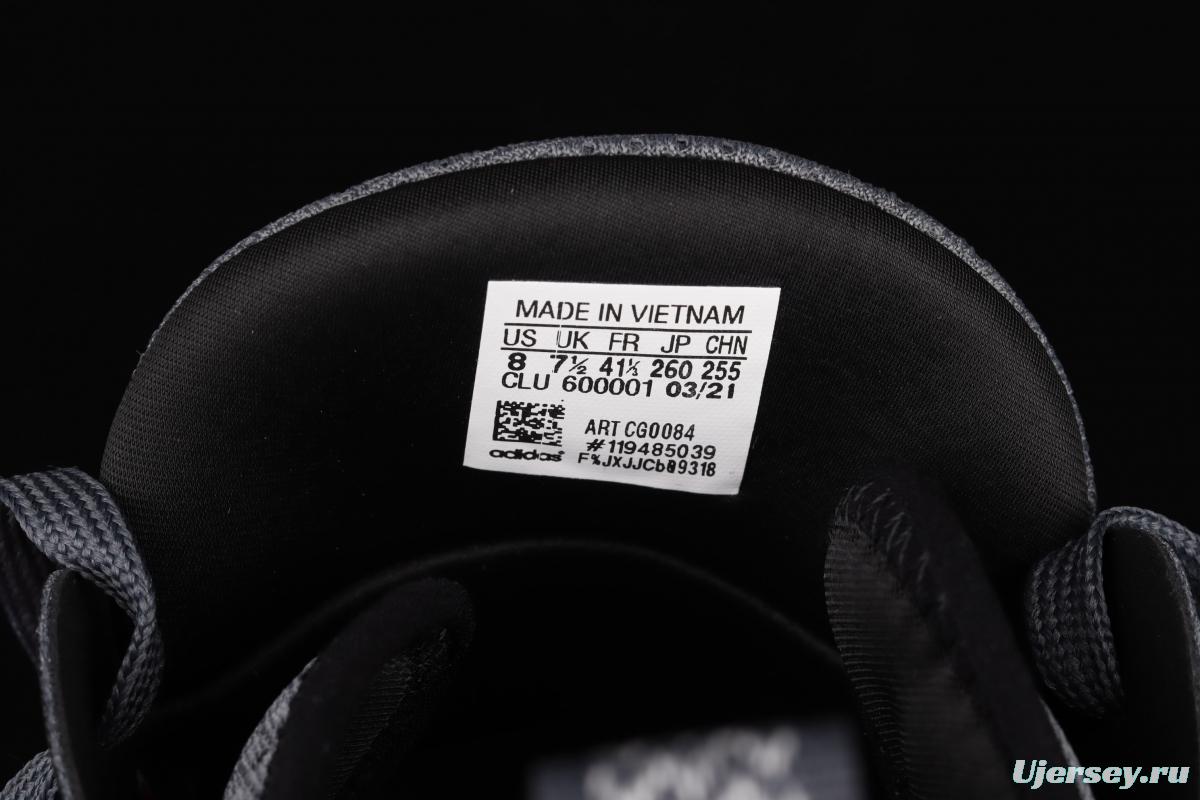 MADE IN VIETNAM
US UK FR JP CHN
8 7½ 41⅓ 260 255
CLU 600001 03/21
ART CG0084
#119485039
adidas F%JXJJCb09318
Ujersey.ru